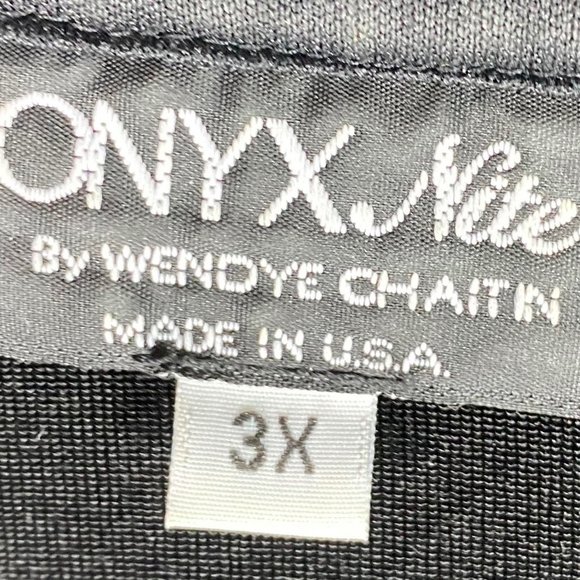 ONYX Nite
By WENDYE CHAITIN
MADE IN U.S.A.
3X